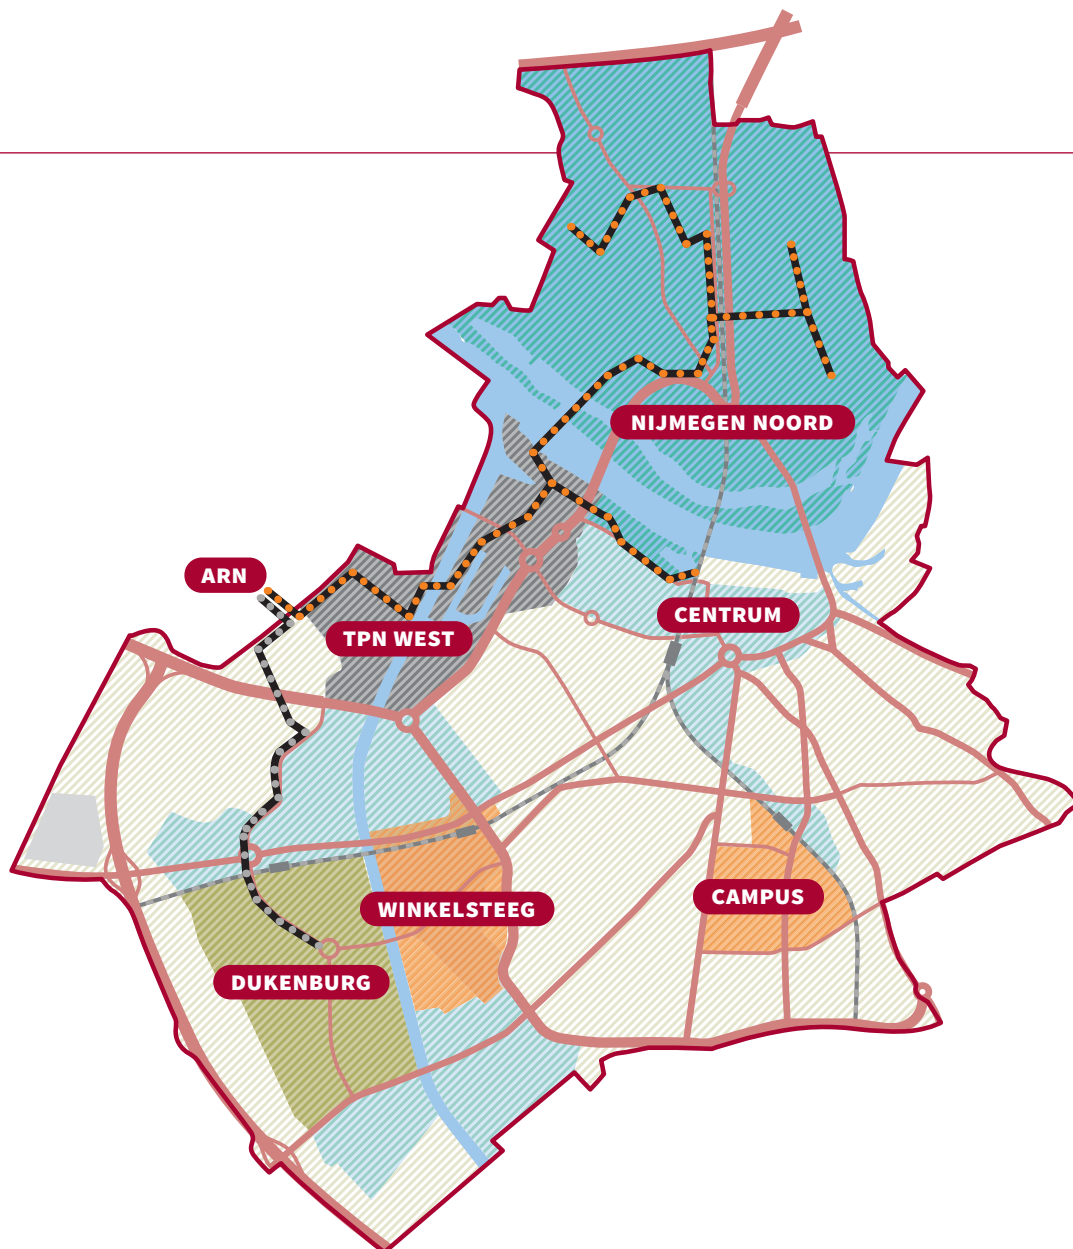 NIJMEGEN NOORD
ARN
CENTRUM
TPN WEST
CAMPUS
WINKELSTEEG
DUKENBURG